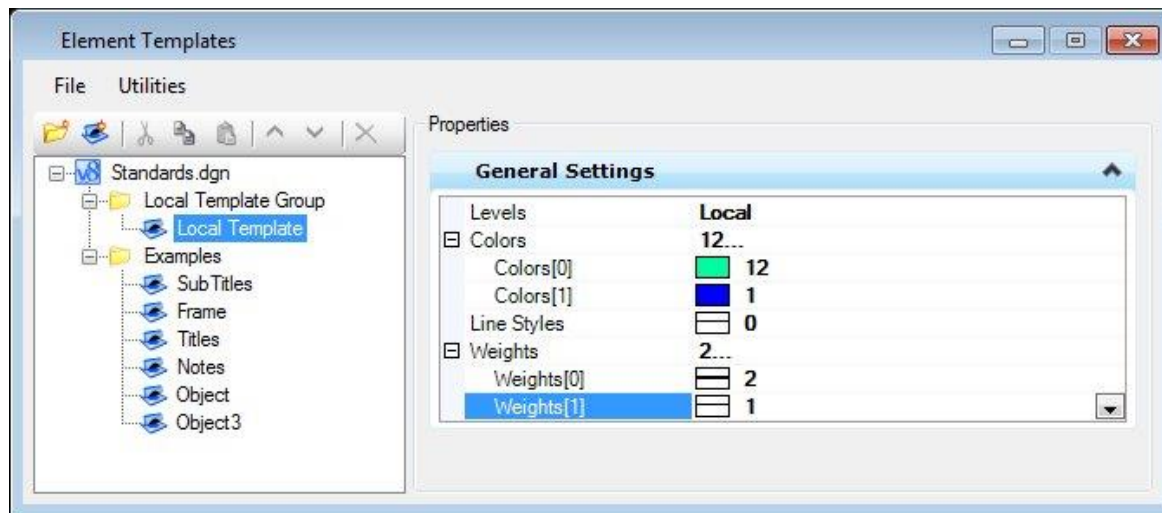 Element Templates
File Utilities
Properties
v8 Standards.dgn
Local Template Group
Local Template
Examples
SubTitles
Frame
Titles
Notes
Object
Object3
General Settings
Levels Local
Colors 12...
Colors[0] 12
Colors[1] 1
Line Styles 0
Weights 2...
Weights[0] 2
Weights[1] 1